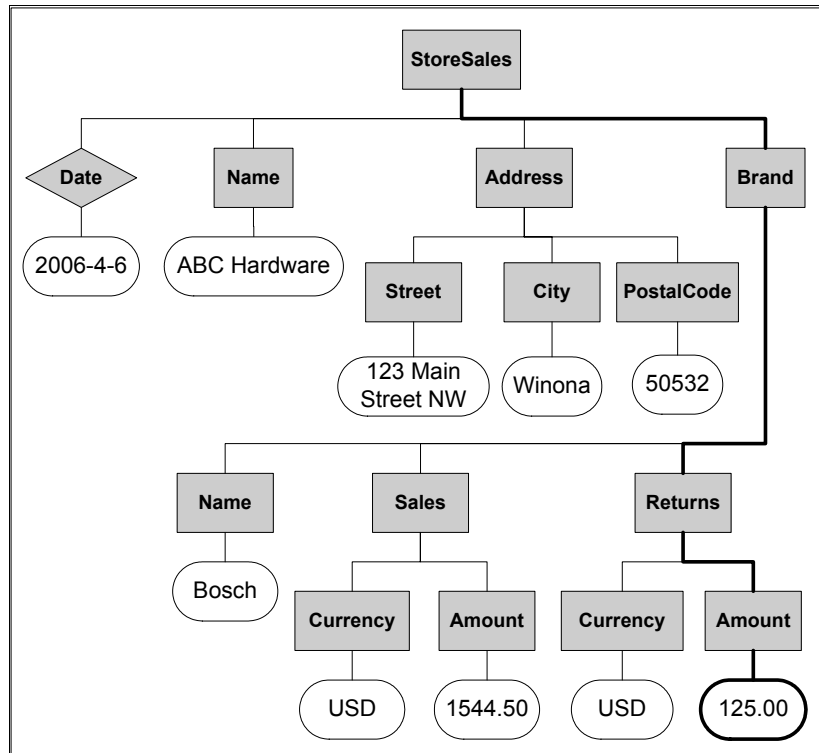 StoreSales
Date
Name
Address
Brand
2006-4-6
ABC Hardware
Street
City
PostalCode
123 Main
Street NW
Winona
50532
Name
Sales
Returns
Bosch
Currency
Amount
Currency
Amount
USD
1544.50
USD
125.00